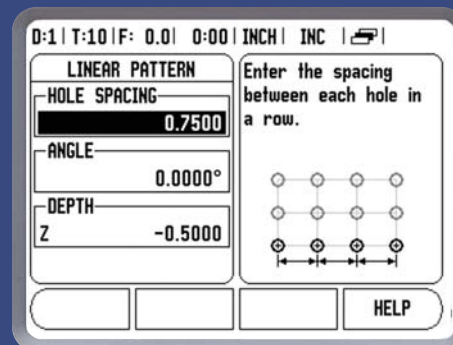 D:1 | T:10 | F: 0.0 | 0:00 | INCH | INC |
LINEAR PATTERN
HOLE SPACING
0.7500
ANGLE
0.0000°
DEPTH
Z -0.5000
Enter the spacing
between each hole in
a row.
HELP